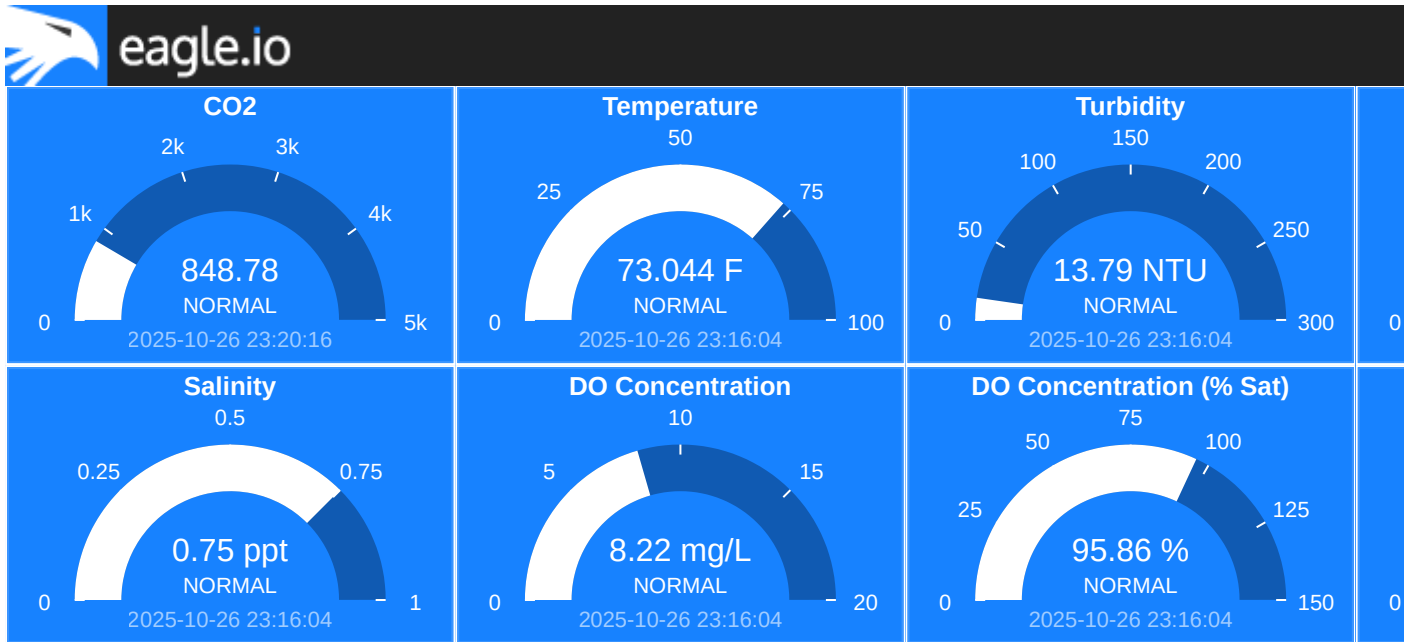 eagle.io
CO2
2k 3k
1k 4k
848.78
NORMAL
0 5k
2025-10-26 23:20:16
Temperature
50
25 75
73.044 F
NORMAL
0 100
2025-10-26 23:16:04
Turbidity
150
100 200
50 250
13.79 NTU
NORMAL
0 300
2025-10-26 23:16:04
0
Salinity
0.5
0.25 0.75
0.75 ppt
NORMAL
0 1
2025-10-26 23:16:04
DO Concentration
10
5 15
8.22 mg/L
NORMAL
0 20
2025-10-26 23:16:04
DO Concentration (% Sat)
75
50 100
25 125
95.86 %
NORMAL
0 150
2025-10-26 23:16:04
0